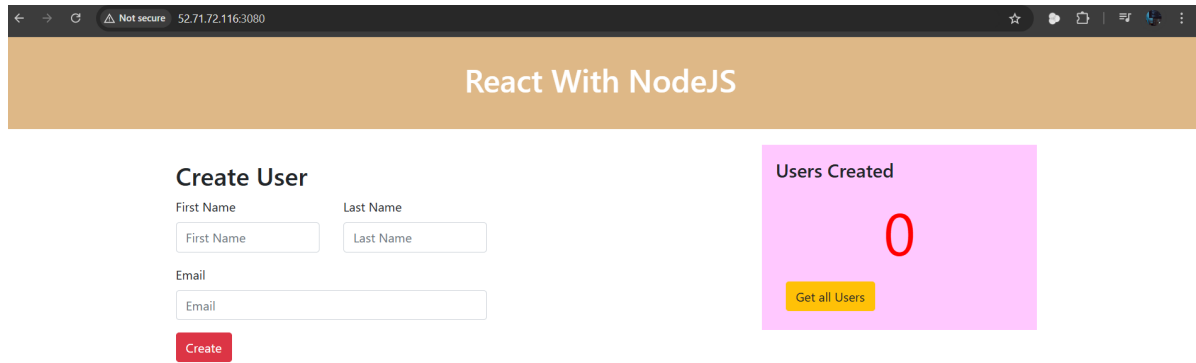 Not secure 52.71.72.116:3080
React With NodeJS
Create User
First Name Last Name
First Name Last Name
Email
Email
Create
Users Created
0
Get all Users